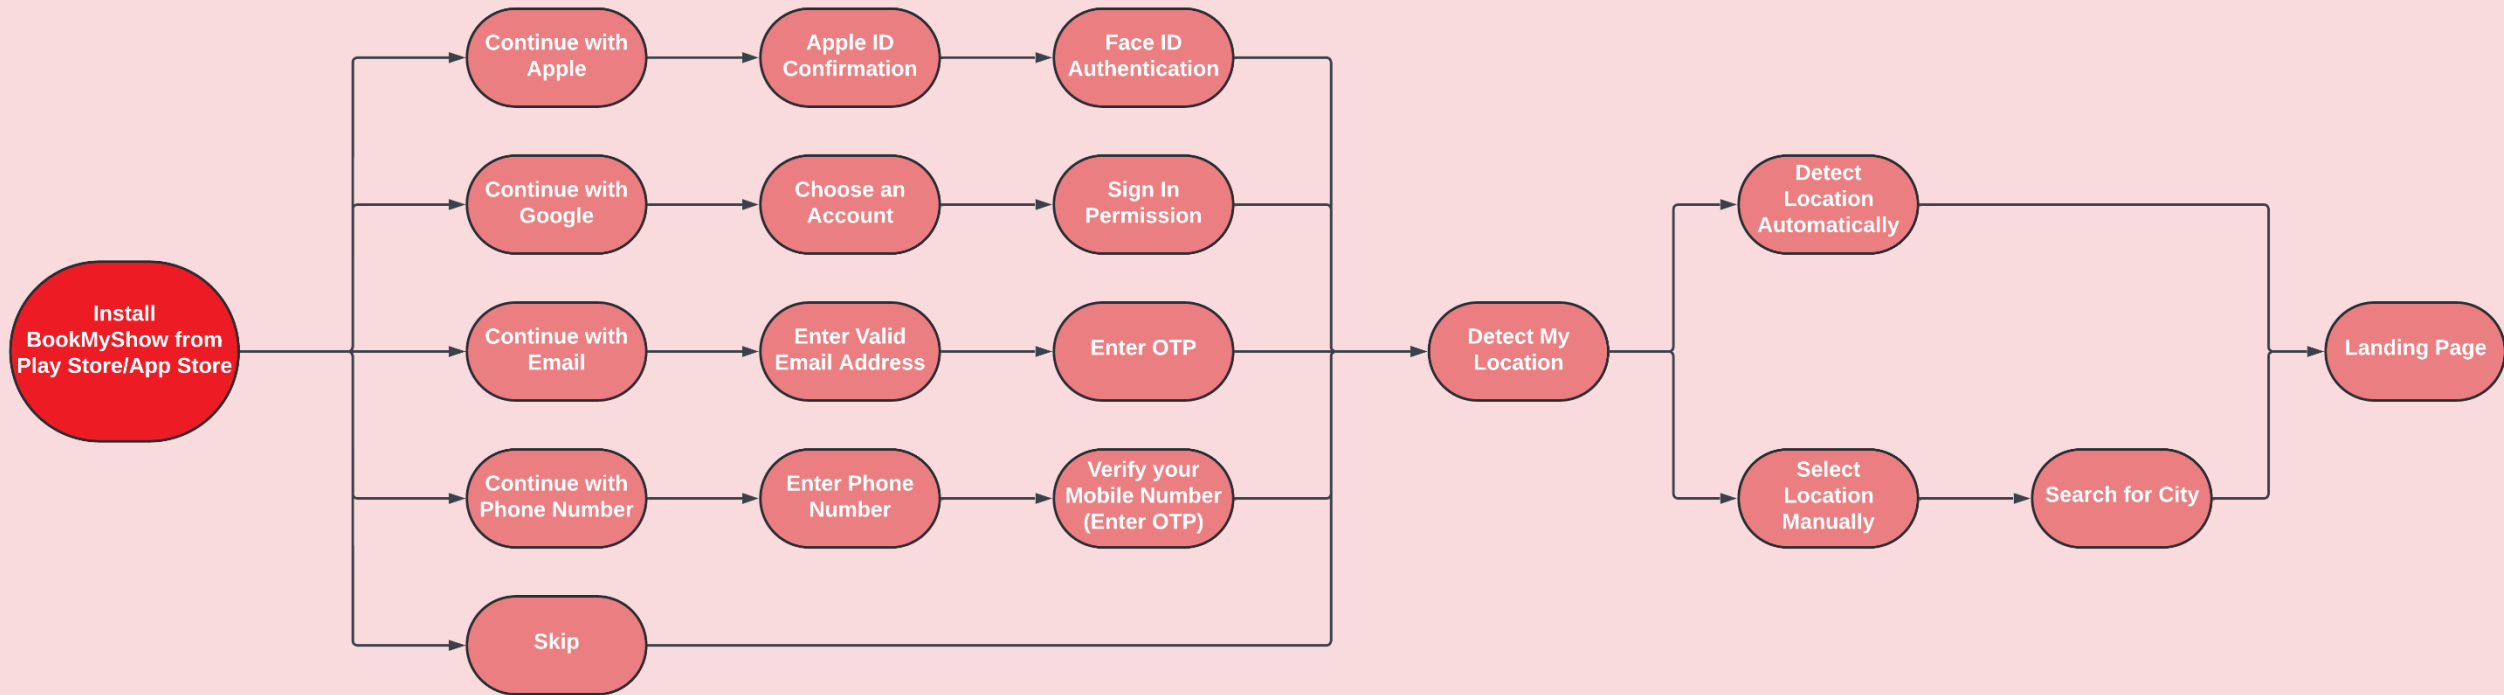 Install
BookMyShow from
Play Store/App Store
Continue with
Apple
Apple ID
Confirmation
Face ID
Authentication
Continue with
Google
Choose an
Account
Sign In
Permission
Continue with
Email
Enter Valid
Email Address
Enter OTP
Continue with
Phone Number
Enter Phone
Number
Verify your
Mobile Number
(Enter OTP)
Skip
Detect My
Location
Detect
Location
Automatically
Select
Location
Manually
Search for City
Landing Page